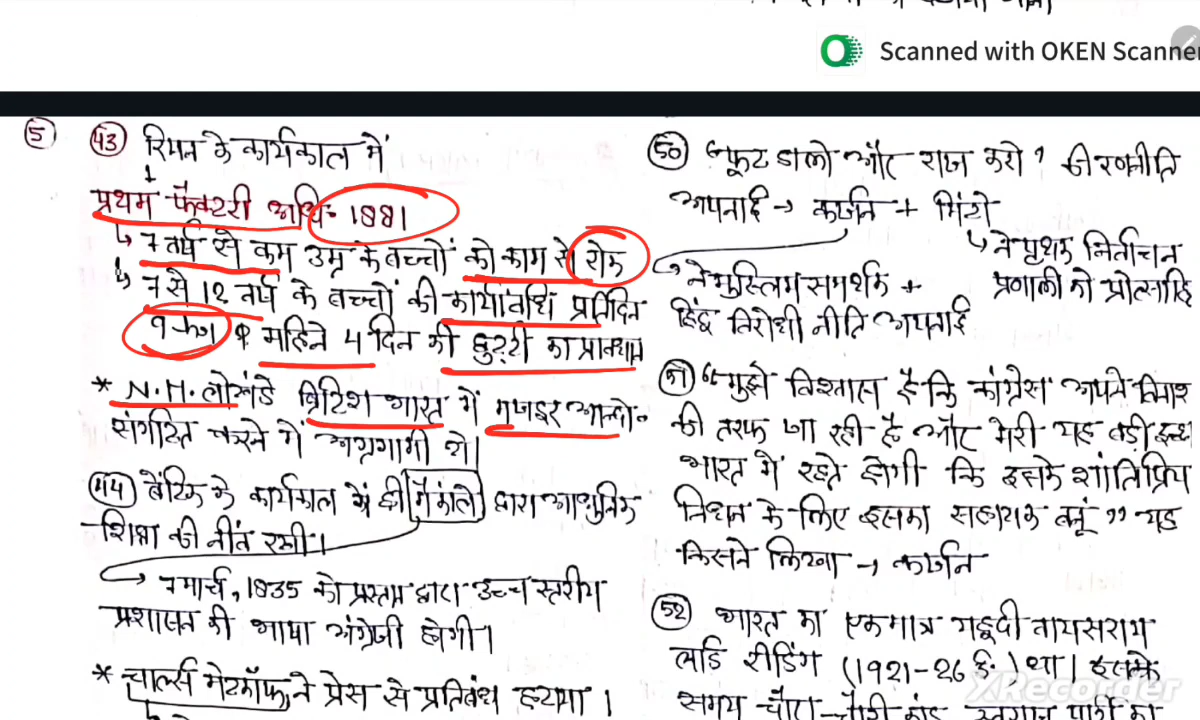 Scanned with OKEN Scanner
5
43 रिपन के कार्यकाल में
प्रथम फैक्टरी अधि॰ 1881
↳ 7 वर्ष से कम उम्र के बच्चों को काम से रोक
↳ 7 से 12 वर्ष के बच्चों की कार्यावधि प्रतिदिन
9 घण्टा व महिने 4 दिन की छुट्टी का प्रावधान
* N.M. लोखंडे ब्रिटिश भारत में मजदूर आन्दो-
संगठित करने में अग्रगामी थे।
44 बैंटिक के कार्यकाल में ही मैकाले द्वारा आधुनिक
शिक्षा की नींव रखी।
→ 7 मार्च, 1835 को प्रस्ताव द्वारा उच्च स्तरीय
प्रशासन की भाषा अंग्रेजी होगी।
* चार्ल्स मेटकॉफ ने प्रेस से प्रतिबंध हटाया।
50 "फूट डालो और राज करो" की रणनीति
अपनाई → कर्जन + मिंटो
↳ ने पृथक निर्वाचन
प्रणाली को प्रोत्साहि
→ ने मुस्लिम समर्थक +
हिंदू विरोधी नीति अपनाई
51 "मुझे विश्वास है कि कांग्रेस अपने विनाश
की तरफ जा रही है और मेरी यह बडी इच्छा
भारत में रहते होगी कि इसके शांतिप्रिय
निधन के लिए इसका सहायक बनूं" यह
किसने लिखा → कर्जन
52 भारत का एकमात्र यहूदी वायसराय
लार्ड रीडिंग (1921-26 ई.) था। इसके
समय चौरा-चौरी कांड,
XRecorder